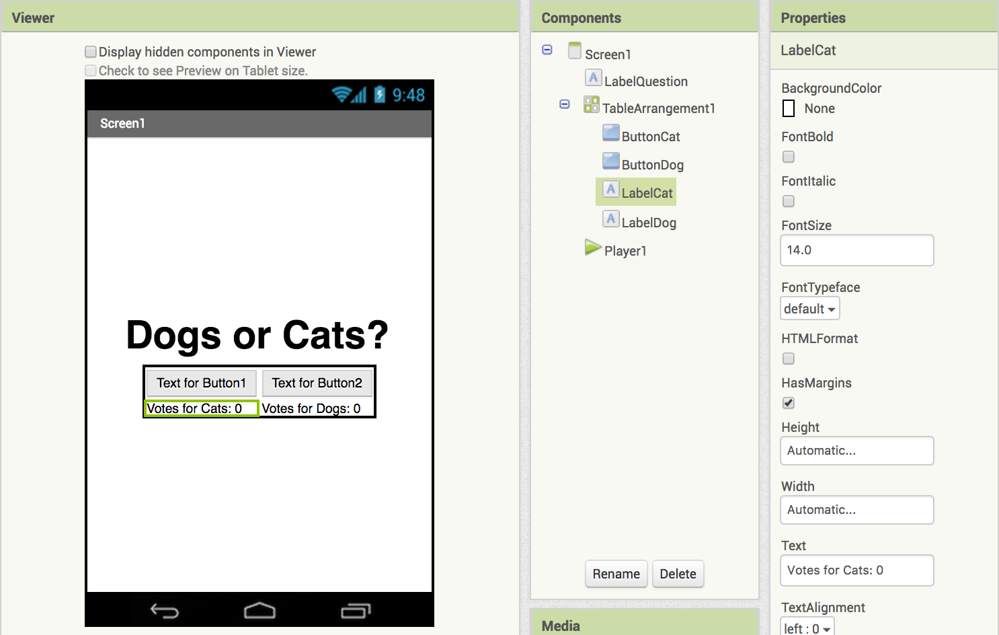 Viewer
Display hidden components in Viewer
Check to see Preview on Tablet size.
9:48
Screen1
Dogs or Cats?
Text for Button1
Text for Button2
Votes for Cats: 0
Votes for Dogs: 0
Components
Screen1
A LabelQuestion
TableArrangement1
ButtonCat
ButtonDog
A LabelCat
A LabelDog
Player1
Rename
Delete
Media
Properties
LabelCat
BackgroundColor
None
FontBold
FontItalic
FontSize
14.0
FontTypeface
default
HTMLFormat
HasMargins
Height
Automatic...
Width
Automatic...
Text
Votes for Cats: 0
TextAlignment
left : 0